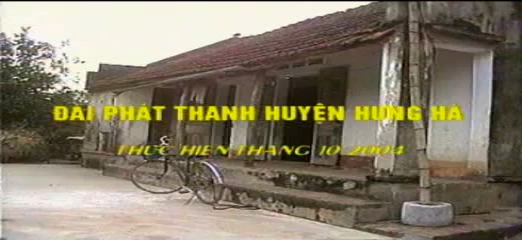 ĐÀI PHÁT THANH HUYỆN HƯNG HÀ
THỰC HIỆN THÁNG 10 2004